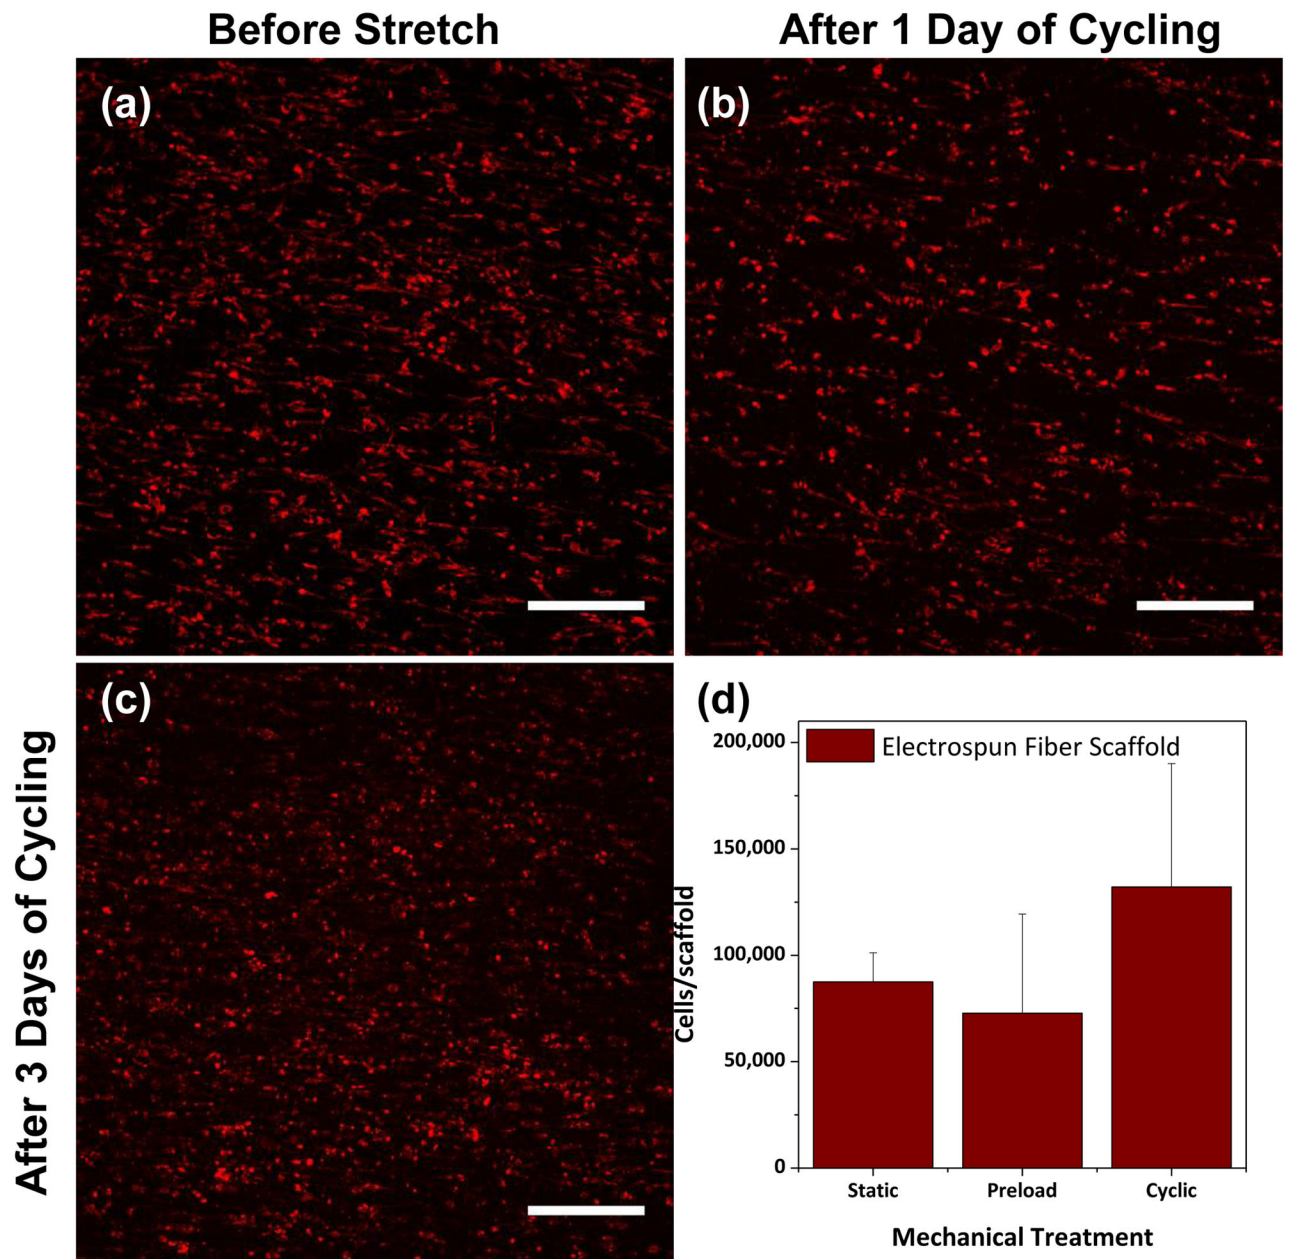 Before Stretch
After 1 Day of Cycling
(a)
(b)
After 3 Days of Cycling
(c)
(d)
Electrospun Fiber Scaffold
200,000
150,000
100,000
50,000
0
Cells/scaffold
Static
Preload
Cyclic
Mechanical Treatment